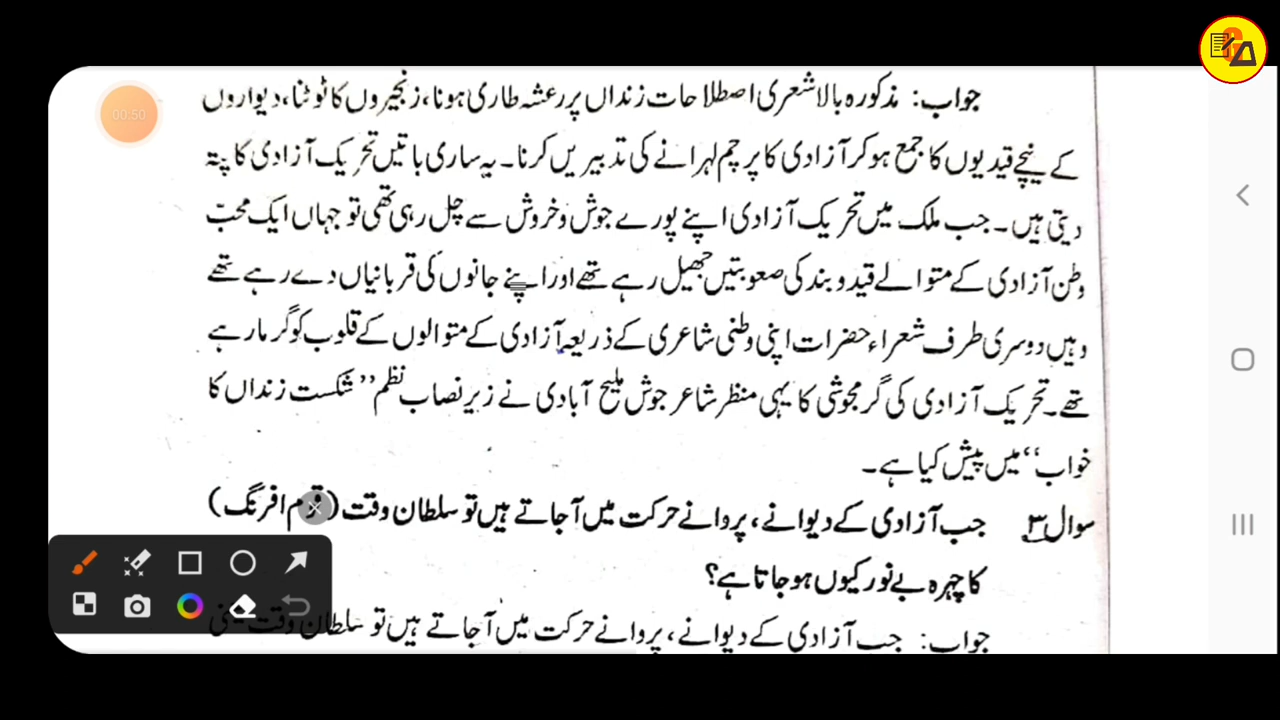 جواب: مذکورہ بالا شعری اصطلاحات زنداں پر رعشہ طاری ہونا، زنجیروں کا ٹوٹنا، دیواروں
کے نیچے قیدیوں کا جمع ہو کر آزادی کا پرچم لہرانے کی تدبیریں کرنا۔ یہ ساری باتیں تحریک آزادی کا پتہ
دیتی ہیں۔ جب ملک میں تحریک آزادی اپنے پورے جوش وخروش سے چل رہی تھی تو جہاں ایک محبّ
وطن آزادی کے متوالے قید و بند کی صعوبتیں جھیل رہے تھے اور اپنے جانوں کی قربانیاں دے رہے تھے
وہیں دوسری طرف شعراء حضرات اپنی وطنی شاعری کے ذریعہ آزادی کے متوالوں کے قلوب کو گرما رہے
تھے۔ تحریک آزادی کی گرمجوشی کا یہی منظر شاعر جوش ملیح آبادی نے زیر نصاب نظم ”شکست زنداں کا
خواب“ میں پیش کیا ہے۔
سوال ۳ جب آزادی کے دیوانے، پروانے حرکت میں آجاتے ہیں تو سلطان وقت (قوم افرنگ)
کا چہرہ بے نور کیوں ہو جاتا ہے؟
جواب: جب آزادی کے دیوانے، پروانے حرکت میں آجاتے ہیں تو سلطان وقت یعنی
00:50